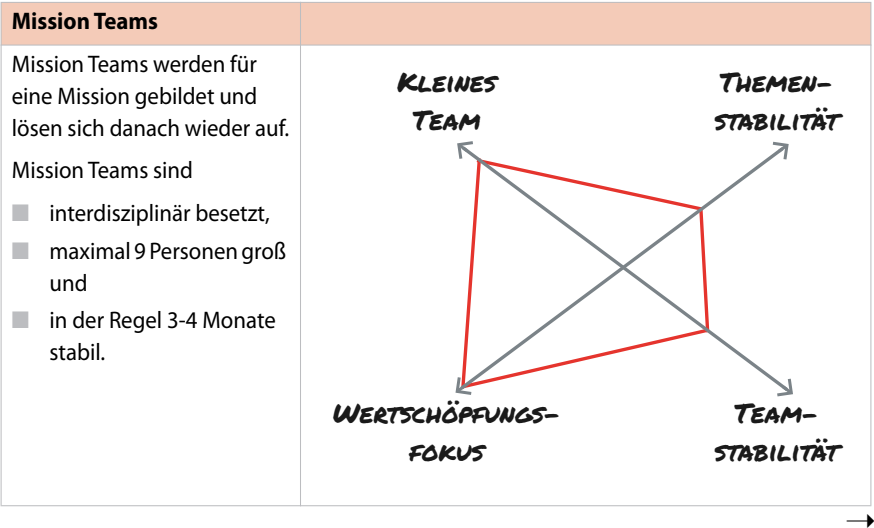 Mission Teams
Mission Teams werden für
eine Mission gebildet und
lösen sich danach wieder auf.
Mission Teams sind
interdisziplinär besetzt,
maximal 9 Personen groß
und
in der Regel 3-4 Monate
stabil.
KLEINES
TEAM
THEMEN-
STABILITÄT
WERTSCHÖPFUNGS-
FOKUS
TEAM-
STABILITÄT